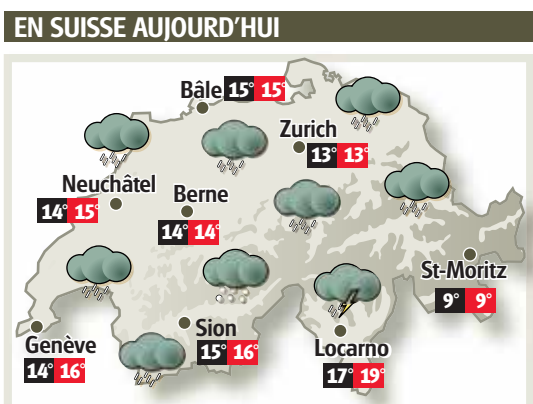 EN SUISSE AUJOURD'HUI
Bâle 15° 15°
Zurich
13° 13°
Neuchâtel
14° 15°
Berne
14° 14°
St-Moritz
9° 9°
Sion
15° 16°
Genève
14° 16°
Locarno
17° 19°